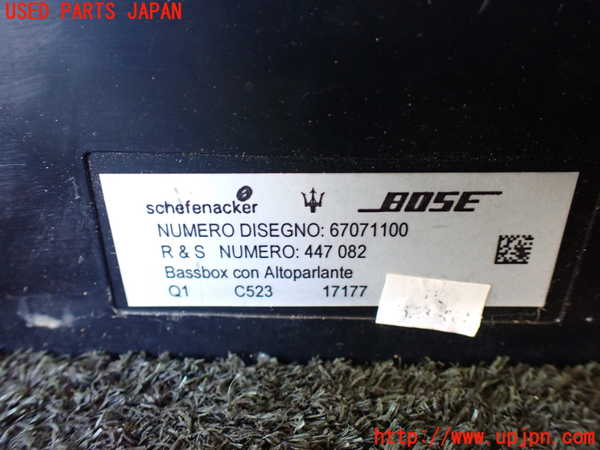 USED PARTS JAPAN
schefenacker BOSE
NUMERO DISEGNO: 67071100
R & S NUMERO: 447 082
Bassbox con Altoparlante
Q1 C523 17177
http://www.upjpn.com/